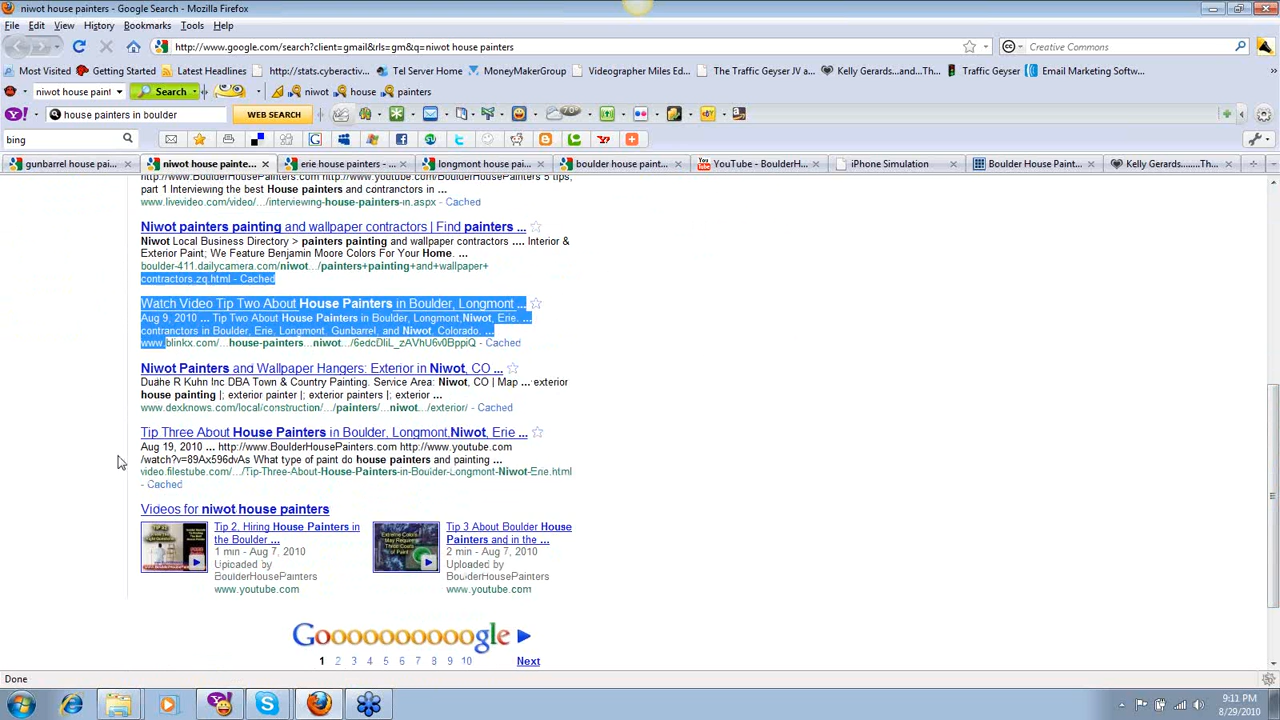 niwot house painters - Google Search - Mozilla Firefox
File Edit View History Bookmarks Tools Help
http://www.google.com/search?client=gmail&rls=gm&q=niwot house painters
Creative Commons
Most Visited Getting Started Latest Headlines http://stats.cyberactiv... Tel Server Home MoneyMakerGroup Videographer Miles Ed... The Traffic Geyser JV a... Kelly Gerards...and...Th... Traffic Geyser Email Marketing Softw...
niwot house paint Search niwot house painters
Y! house painters in boulder WEB SEARCH 70°
bing
gunbarrel house pai... niwot house painte... erie house painters - ... longmont house pai... boulder house paint... YouTube - BoulderH... iPhone Simulation Boulder House Paint... Kelly Gerards........Th...
http://www.BoulderHousePainters.com http://www.youtube.com/BoulderHousePainters 5 tips,
part 1 Interviewing the best House painters and contranctors in ...
www.livevideo.com/video/.../interviewing-house-painters-in.aspx - Cached
Niwot painters painting and wallpaper contractors | Find painters ...
Niwot Local Business Directory > painters painting and wallpaper contractors .... Interior &
Exterior Paint; We Feature Benjamin Moore Colors For Your Home. ...
boulder-411.dailycamera.com/niwot.../painters+painting+and+wallpaper+
contractors.zq.html - Cached
Watch Video Tip Two About House Painters in Boulder, Longmont ...
Aug 9, 2010 ... Tip Two About House Painters in Boulder, Longmont,Niwot, Erie. ...
contranctors in Boulder, Erie, Longmont, Gunbarrel, and Niwot, Colorado. ...
www.blinkx.com/...house-painters...niwot.../6edcDliL_zAVhU6v0BppiQ - Cached
Niwot Painters and Wallpaper Hangers: Exterior in Niwot, CO ...
Duane R Kuhn Inc DBA Town & Country Painting. Service Area: Niwot, CO | Map ... exterior
house painting |; exterior painter |; exterior painters |; exterior ...
www.dexknows.com/local/construction/.../painters/...niwot.../exterior/ - Cached
Tip Three About House Painters in Boulder, Longmont,Niwot, Erie ...
Aug 19, 2010 ... http://www.BoulderHousePainters.com http://www.youtube.com
/watch?v=89Ax596dvAs What type of paint do house painters and painting ...
video.filestube.com/.../Tip-Three-About-House-Painters-in-Boulder-Longmont-Niwot-Erie.html
- Cached
Videos for niwot house painters
Tip 2, Hiring House Painters in
the Boulder ...
1 min - Aug 7, 2010
Uploaded by
BoulderHousePainters
www.youtube.com
Tip 3 About Boulder House
Painters and in the ...
2 min - Aug 7, 2010
Uploaded by
BoulderHousePainters
www.youtube.com
Goooooooooogle
1 2 3 4 5 6 7 8 9 10 Next
Done
9:11 PM
8/29/2010